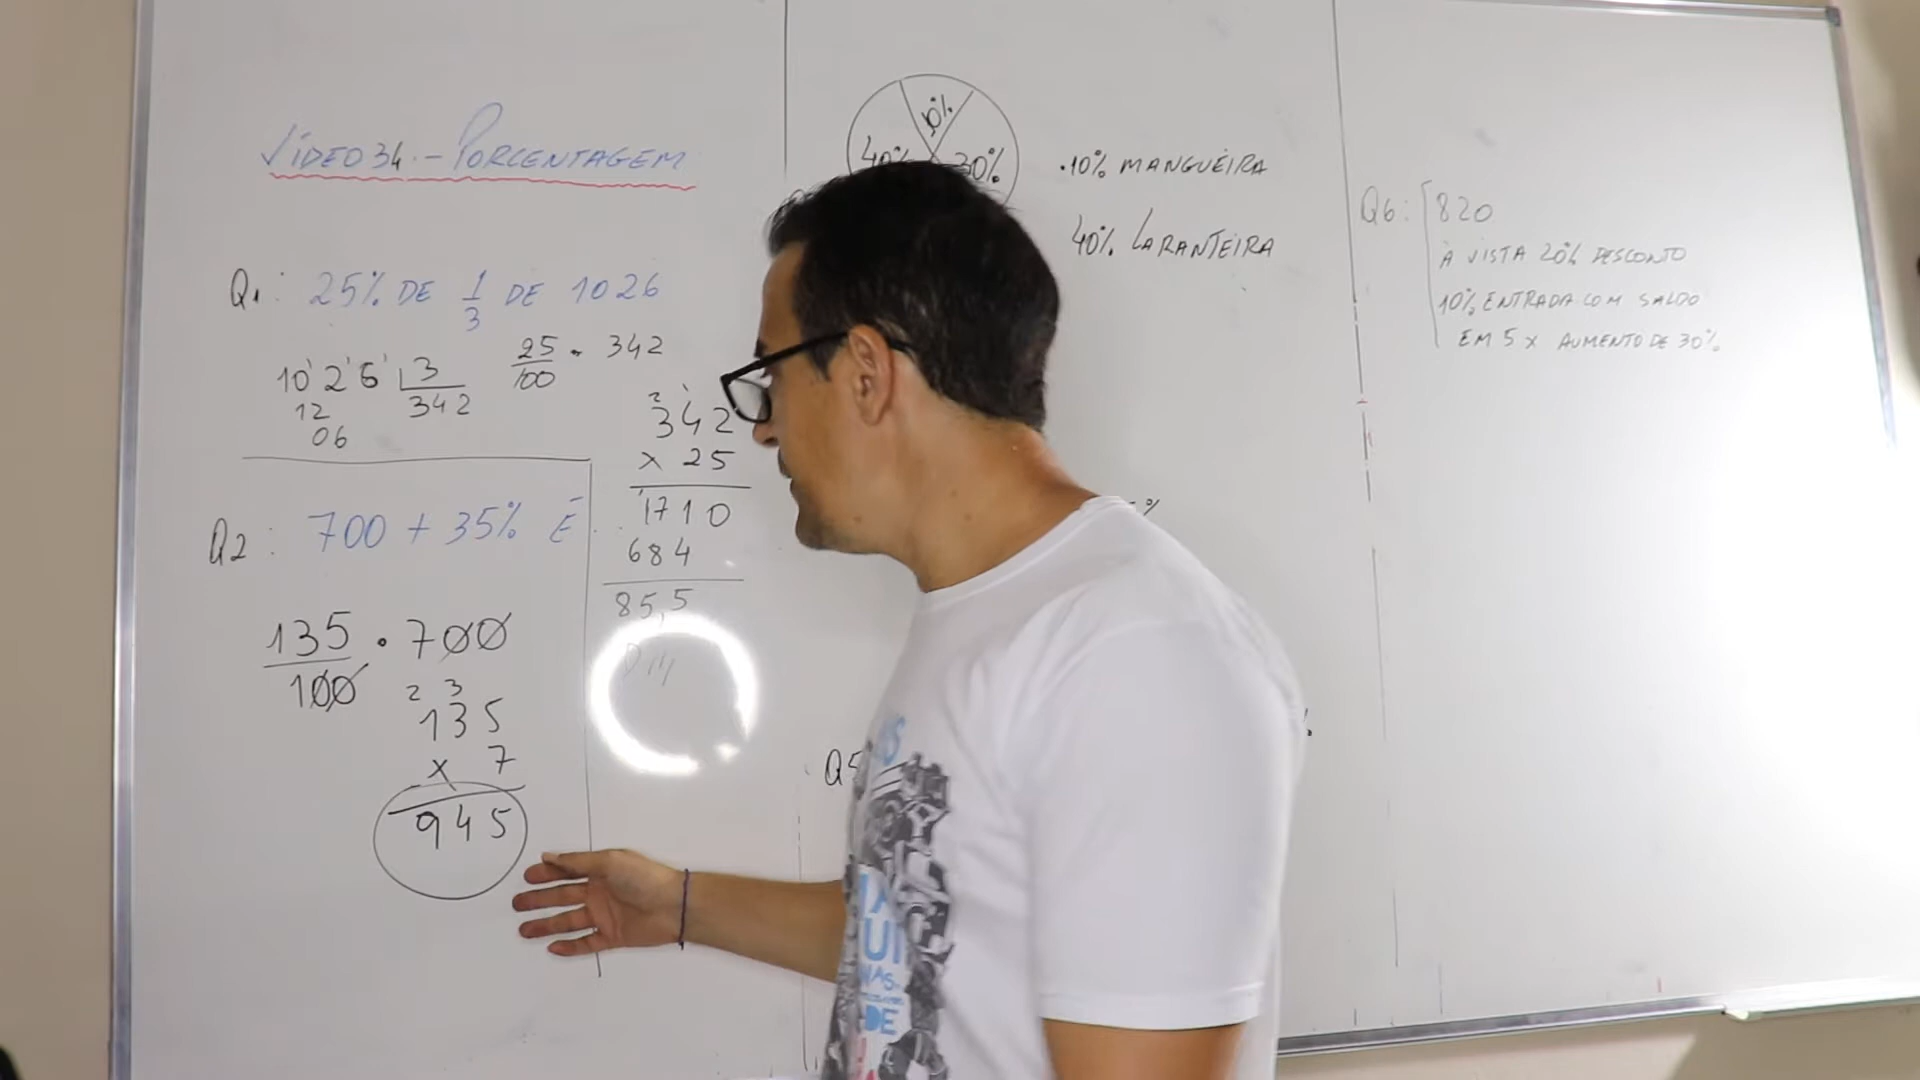 VÍDEO 34 - PORCENTAGEM
Q1: 25% DE 1/3 DE 1026
1026 3
12 342
06
25/100 · 342
342
x 25
1710
684
85,5
Q2: 700 + 35% É
135/100 · 700
135
x 7
945
10%
40% 30%
·10% MANGUEIRA
40% LARANJEIRA
%
Q5
Q6: 820
À VISTA 20% DESCONTO
10% ENTRADA COM SALDO
EM 5 X AUMENTO DE 30%